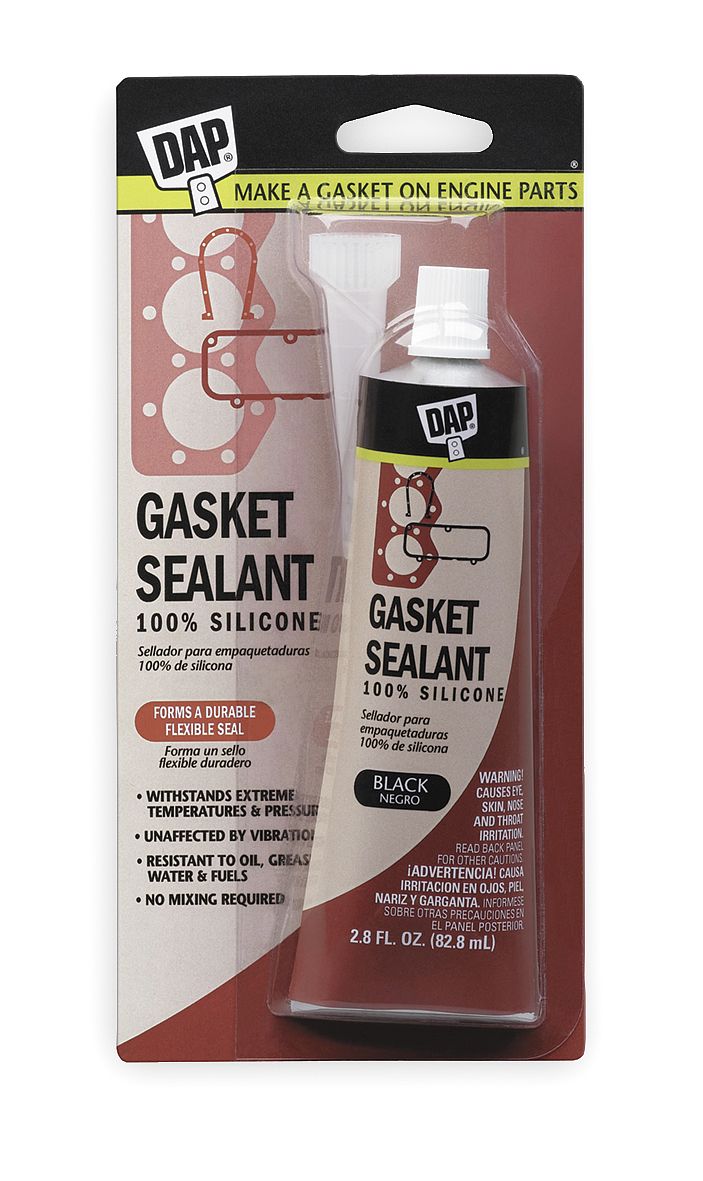 DAP®
®
MAKE A GASKET ON ENGINE PARTS
GASKET
SEALANT
100% SILICONE
Sellador para empaquetaduras
100% de silicona
FORMS A DURABLE
FLEXIBLE SEAL
Forma un sello
flexible duradero
• WITHSTANDS EXTREME
TEMPERATURES & PRESSUR
• UNAFFECTED BY VIBRATION
• RESISTANT TO OIL, GREAS
WATER & FUELS
• NO MIXING REQUIRED
DAP®
GASKET
SEALANT
100% SILICONE
Sellador para
empaquetaduras
100% de silicona
BLACK
NEGRO
WARNING!
CAUSES EYE,
SKIN, NOSE
AND THROAT
IRRITATION.
READ BACK PANEL
FOR OTHER CAUTIONS.
¡ADVERTENCIA! CAUSA
IRRITACION EN OJOS, PIEL,
NARIZ Y GARGANTA. INFORMESE
SOBRE OTRAS PRECAUCIONES EN
EL PANEL POSTERIOR.
2.8 FL. OZ. (82.8 mL)